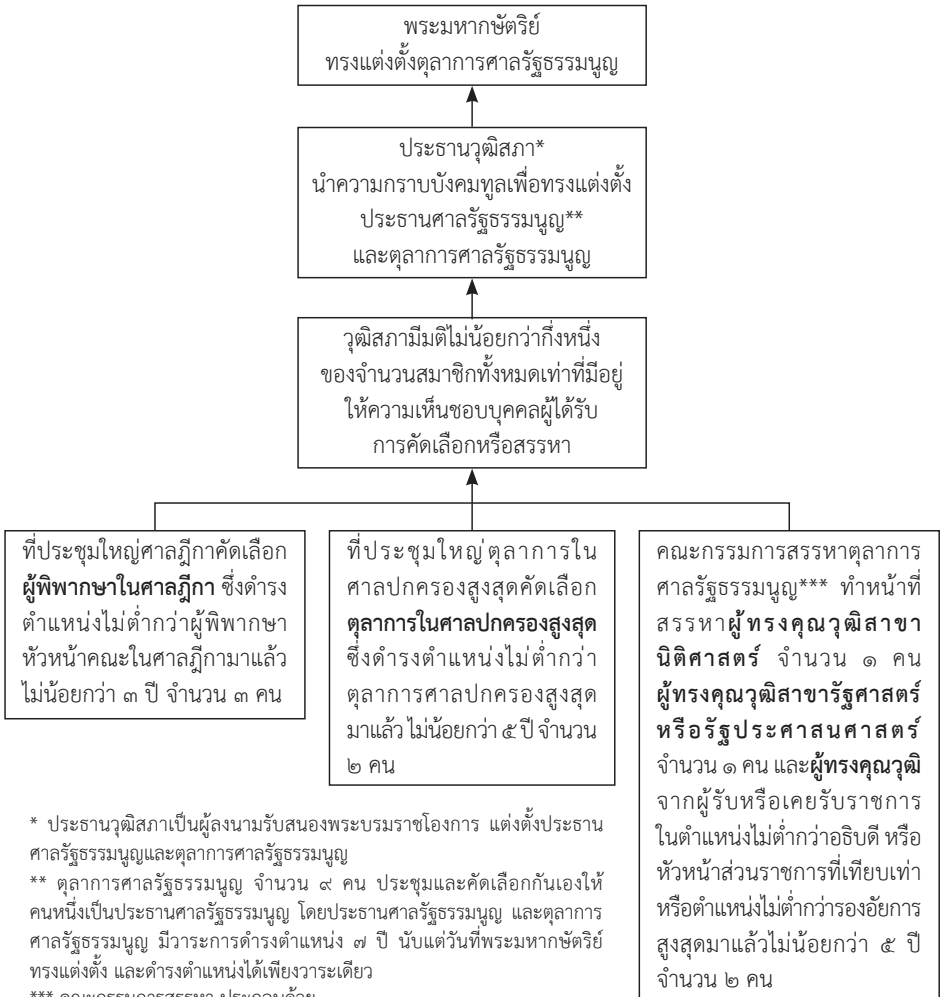 พระมหากษัตริย์
ทรงแต่งตั้งตุลาการศาลรัฐธรรมนูญ
ประธานวุฒิสภา*
นำความกราบบังคมทูลเพื่อทรงแต่งตั้ง
ประธานศาลรัฐธรรมนูญ**
และตุลาการศาลรัฐธรรมนูญ
วุฒิสภามีมติไม่น้อยกว่ากึ่งหนึ่ง
ของจำนวนสมาชิกทั้งหมดเท่าที่มีอยู่
ให้ความเห็นชอบบุคคลผู้ได้รับ
การคัดเลือกหรือสรรหา
ที่ประชุมใหญ่ศาลฎีกาคัดเลือก
ผู้พิพากษาในศาลฎีกา ซึ่งดำรง
ตำแหน่งไม่ต่ำกว่าผู้พิพากษา
หัวหน้าคณะในศาลฎีกามาแล้ว
ไม่น้อยกว่า ๓ ปี จำนวน ๓ คน
ที่ประชุมใหญ่ตุลาการใน
ศาลปกครองสูงสุดคัดเลือก
ตุลาการในศาลปกครองสูงสุด
ซึ่งดำรงตำแหน่งไม่ต่ำกว่า
ตุลาการศาลปกครองสูงสุด
มาแล้ว ไม่น้อยกว่า ๕ ปี จำนวน
๒ คน
คณะกรรมการสรรหาตุลาการ
ศาลรัฐธรรมนูญ*** ทำหน้าที่
สรรหาผู้ทรงคุณวุฒิสาขา
นิติศาสตร์ จำนวน ๑ คน
ผู้ทรงคุณวุฒิสาขารัฐศาสตร์
หรือรัฐประศาสนศาสตร์
จำนวน ๑ คน และผู้ทรงคุณวุฒิ
จากผู้รับหรือเคยรับราชการ
ในตำแหน่งไม่ต่ำกว่าอธิบดี หรือ
หัวหน้าส่วนราชการที่เทียบเท่า
หรือตำแหน่งไม่ต่ำกว่ารองอัยการ
สูงสุดมาแล้วไม่น้อยกว่า ๕ ปี
จำนวน ๒ คน
* ประธานวุฒิสภาเป็นผู้ลงนามรับสนองพระบรมราชโองการ แต่งตั้งประธาน
ศาลรัฐธรรมนูญและตุลาการศาลรัฐธรรมนูญ
** ตุลาการศาลรัฐธรรมนูญ จำนวน ๙ คน ประชุมและคัดเลือกกันเองให้
คนหนึ่งเป็นประธานศาลรัฐธรรมนูญ โดยประธานศาลรัฐธรรมนูญ และตุลาการ
ศาลรัฐธรรมนูญ มีวาระการดำรงตำแหน่ง ๗ ปี นับแต่วันที่พระมหากษัตริย์
ทรงแต่งตั้ง และดำรงตำแหน่งได้เพียงวาระเดียว
*** คณะกรรมการสรรหา ประกอบด้วย